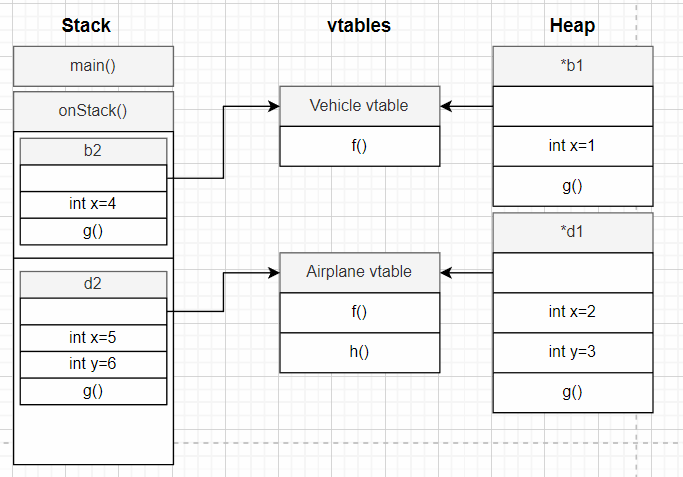 Stack
main()
onStack()
b2
int x=4
g()
d2
int x=5
int y=6
g()
vtables
Vehicle vtable
f()
Airplane vtable
f()
h()
Heap
*b1
int x=1
g()
*d1
int x=2
int y=3
g()